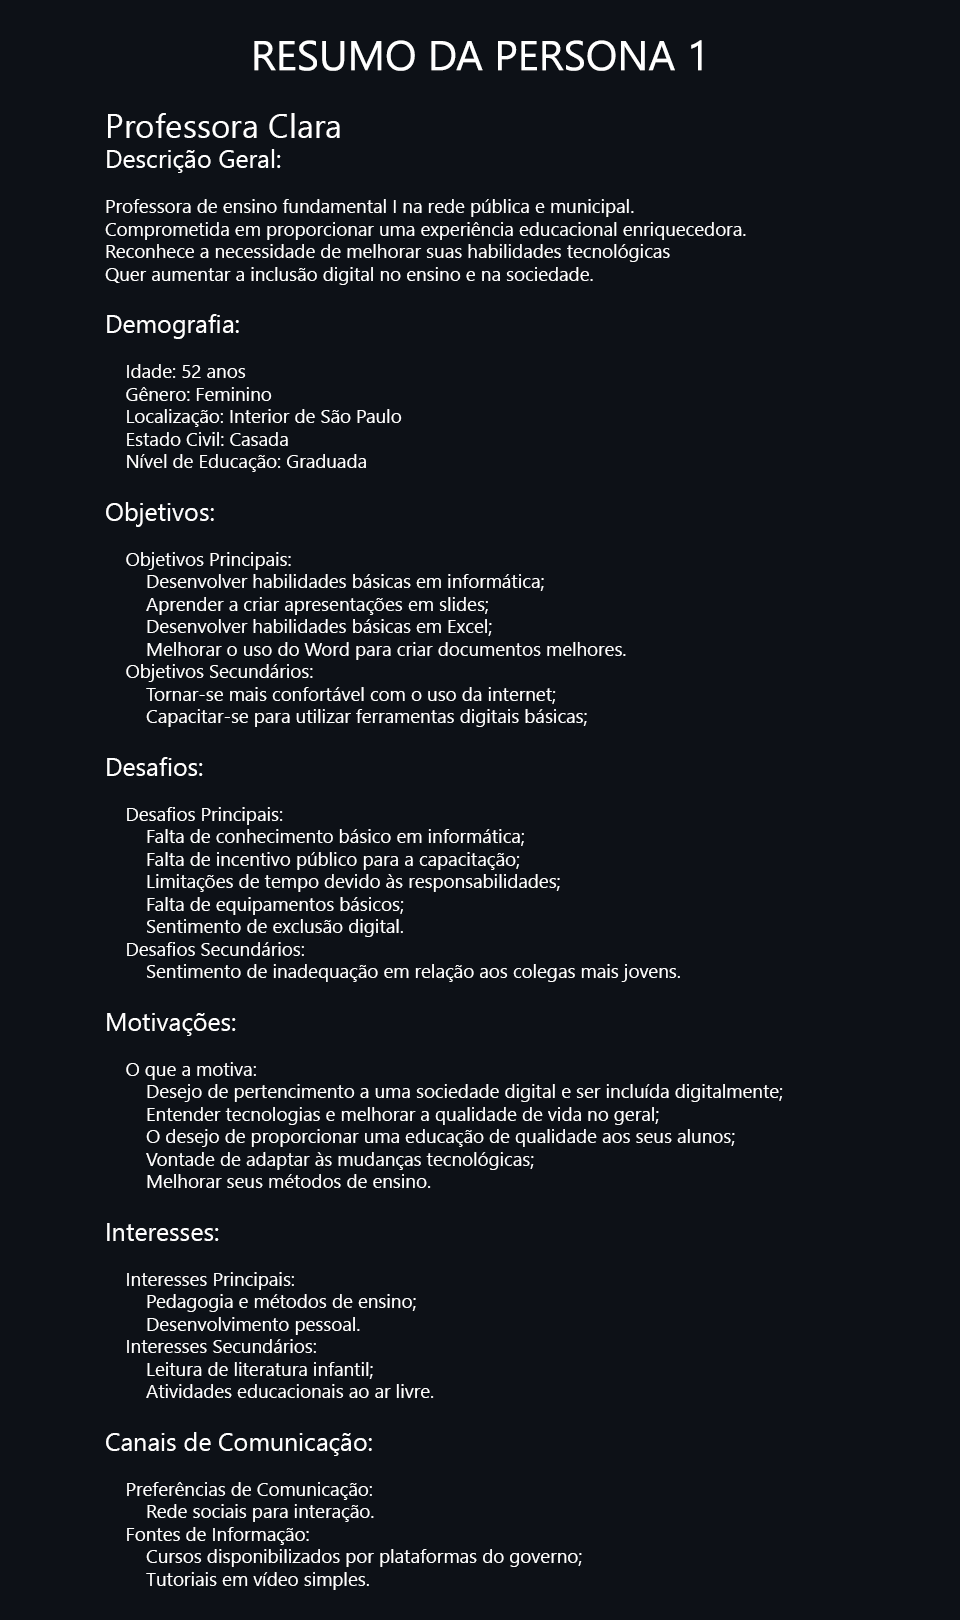 RESUMO DA PERSONA 1
Professora Clara
Descrição Geral:
Professora de ensino fundamental I na rede pública e municipal.
Comprometida em proporcionar uma experiência educacional enriquecedora.
Reconhece a necessidade de melhorar suas habilidades tecnológicas
Quer aumentar a inclusão digital no ensino e na sociedade.
Demografia:
Idade: 52 anos
Gênero: Feminino
Localização: Interior de São Paulo
Estado Civil: Casada
Nível de Educação: Graduada
Objetivos:
Objetivos Principais:
Desenvolver habilidades básicas em informática;
Aprender a criar apresentações em slides;
Desenvolver habilidades básicas em Excel;
Melhorar o uso do Word para criar documentos melhores.
Objetivos Secundários:
Tornar-se mais confortável com o uso da internet;
Capacitar-se para utilizar ferramentas digitais básicas;
Desafios:
Desafios Principais:
Falta de conhecimento básico em informática;
Falta de incentivo público para a capacitação;
Limitações de tempo devido às responsabilidades;
Falta de equipamentos básicos;
Sentimento de exclusão digital.
Desafios Secundários:
Sentimento de inadequação em relação aos colegas mais jovens.
Motivações:
O que a motiva:
Desejo de pertencimento a uma sociedade digital e ser incluída digitalmente;
Entender tecnologias e melhorar a qualidade de vida no geral;
O desejo de proporcionar uma educação de qualidade aos seus alunos;
Vontade de adaptar às mudanças tecnológicas;
Melhorar seus métodos de ensino.
Interesses:
Interesses Principais:
Pedagogia e métodos de ensino;
Desenvolvimento pessoal.
Interesses Secundários:
Leitura de literatura infantil;
Atividades educacionais ao ar livre.
Canais de Comunicação:
Preferências de Comunicação:
Rede sociais para interação.
Fontes de Informação:
Cursos disponibilizados por plataformas do governo;
Tutoriais em vídeo simples.